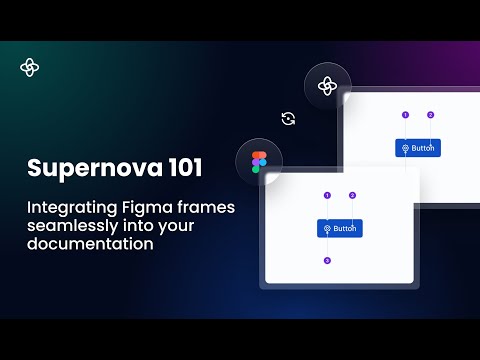 Supernova 101
Integrating Figma frames
seamlessly into your
documentation
1 2
Button
1 2
Button
3